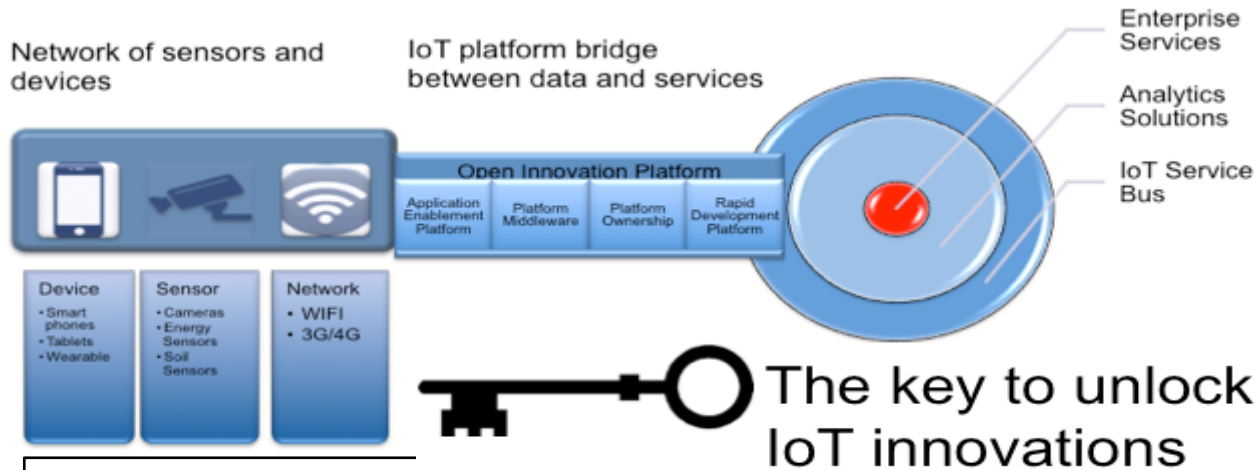 Network of sensors and
devices
IoT platform bridge
between data and services
Enterprise
Services
Analytics
Solutions
IoT Service
Bus
Open Innovation Platform
Application
Enablement
Platform
Platform
Middleware
Platform
Ownership
Rapid
Development
Platform
Device
• Smart
phones
• Tablets
• Wearable
Sensor
• Cameras
• Energy
Sensors
• Soil
Sensors
Network
• WIFI
• 3G/4G
The key to unlock
IoT innovations